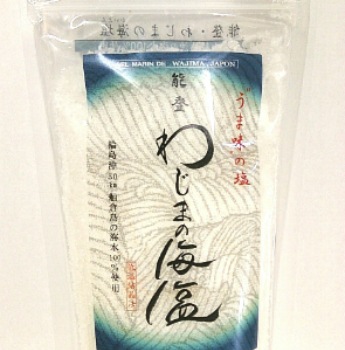 能登・わじまの海塩
SEL MARIN DE WAJIMA (JAPON)
能登
わじまの海塩
"うま味"の塩
輪島沖50km舳倉島の海水100%使用